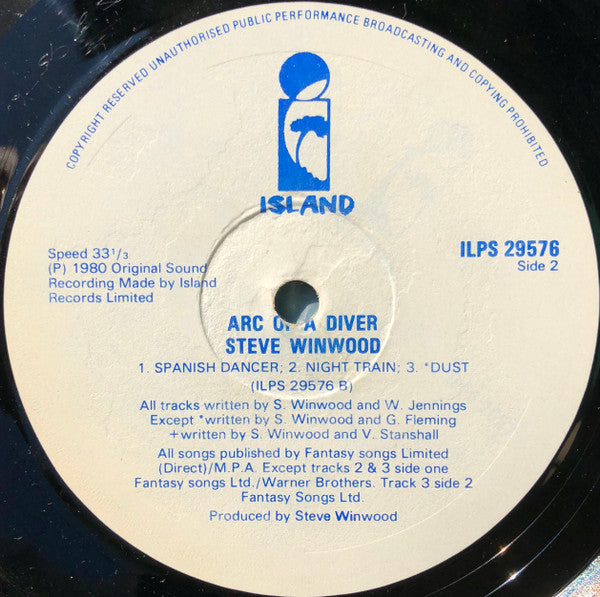 COPYRIGHT RESERVED UNAUTHORISED PUBLIC PERFORMANCE BROADCASTING AND COPYING PROHIBITED
ISLAND
Speed 33 1/3
(P) 1980 Original Sound
Recording Made by Island
Records Limited
ILPS 29576
Side 2
ARC OF A DIVER
STEVE WINWOOD
1. SPANISH DANCER; 2. NIGHT TRAIN; 3. *DUST
(ILPS 29576 B)
All tracks written by S. Winwood and W. Jennings
Except *written by S. Winwood and G. Fleming
+written by S. Winwood and V. Stanshall
All songs published by Fantasy songs Limited
(Direct)/M.P.A. Except tracks 2 & 3 side one
Fantasy songs Ltd./Warner Brothers. Track 3 side 2
Fantasy Songs Ltd.
Produced by Steve Winwood